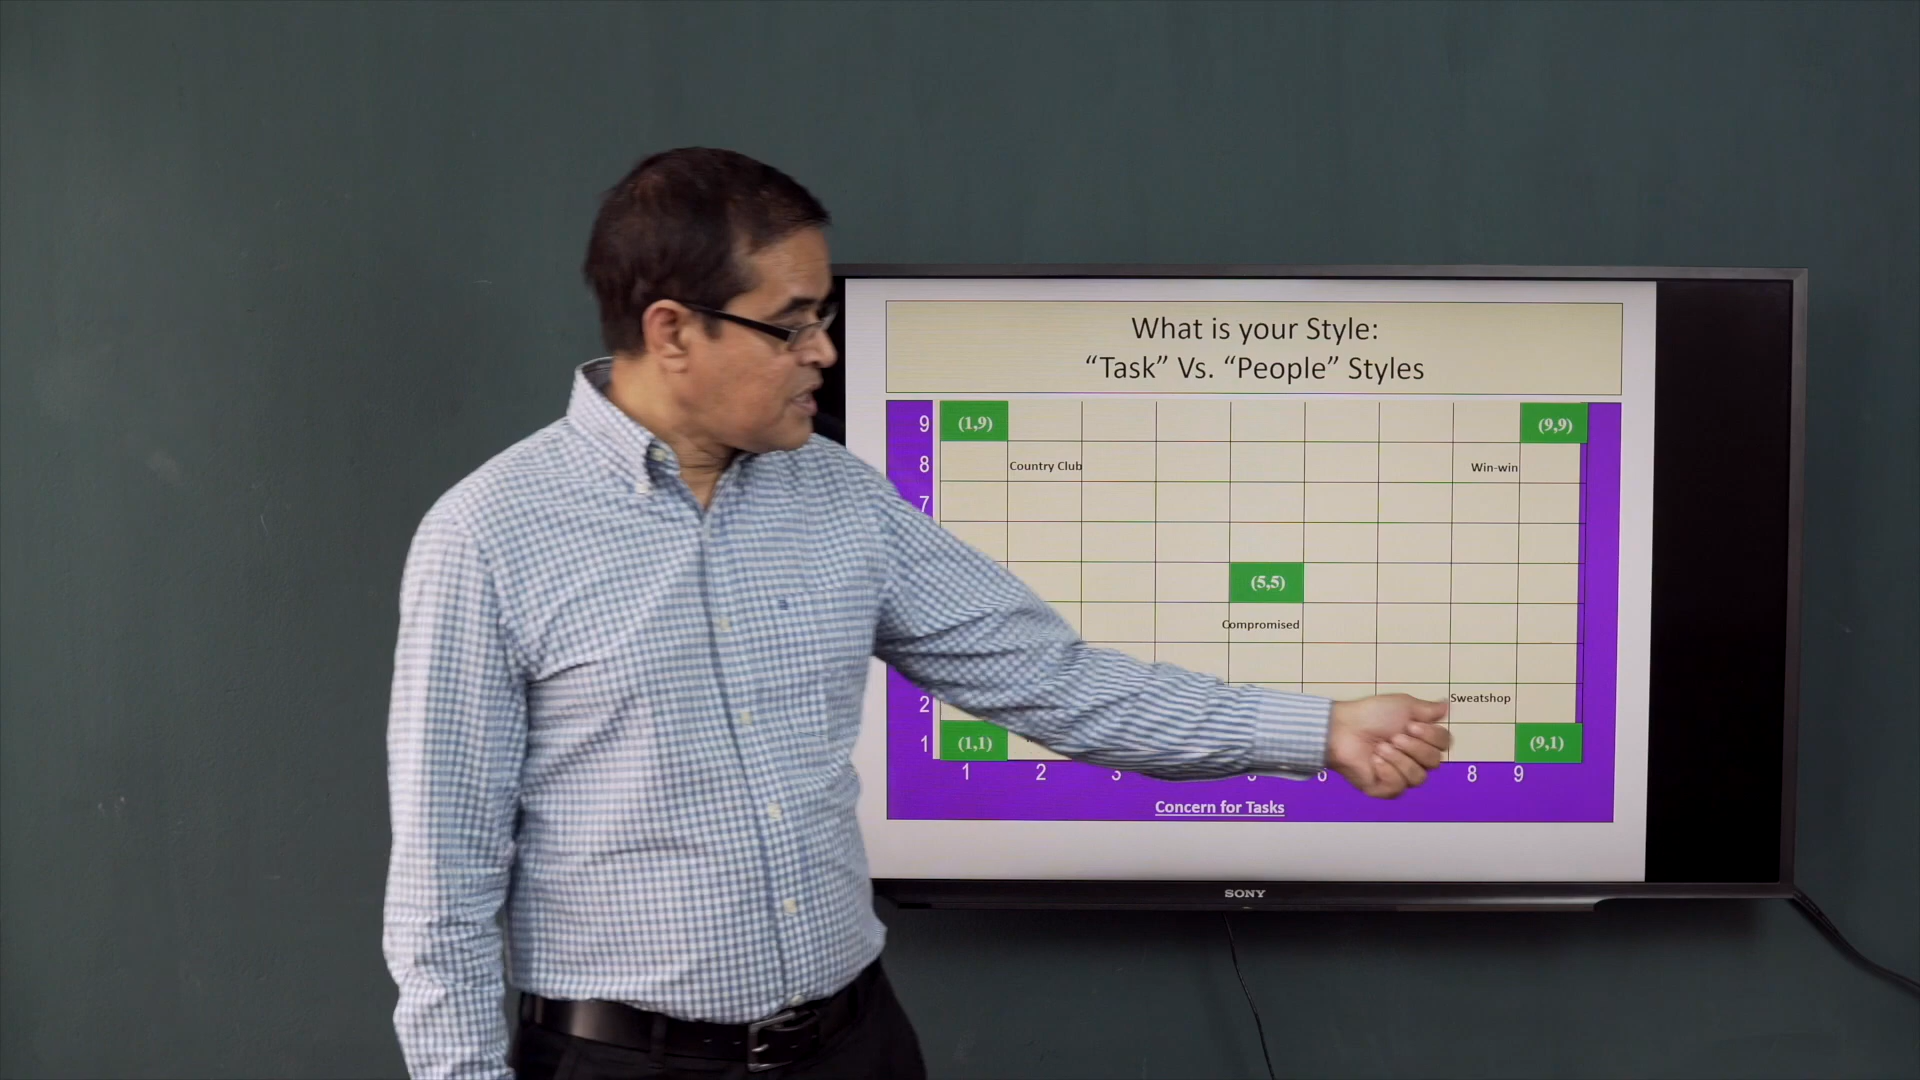 What is your Style:
“Task” Vs. “People” Styles
9 (1,9) (9,9)
8 Country Club Win-win
7
(5,5)
Compromised
2 Sweatshop
1 (1,1) (9,1)
1 2 3 5 6 8 9
Concern for Tasks
SONY